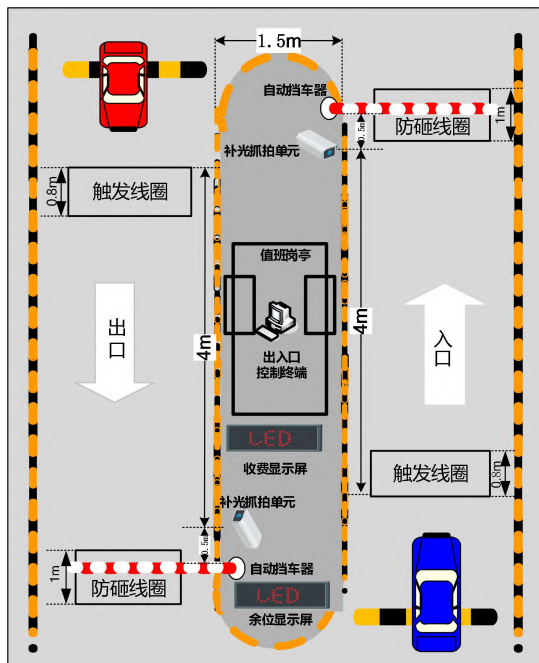 1.5m
自动挡车器
防砸线圈
1m
0.5m
补光抓拍单元
触发线圈
0.8m
值班岗亭
4m
4m
出口
入口
出入口
控制终端
LED
收费显示屏
触发线圈
0.8m
补光抓拍单元
0.5m
自动挡车器
1m
防砸线圈
LED
余位显示屏